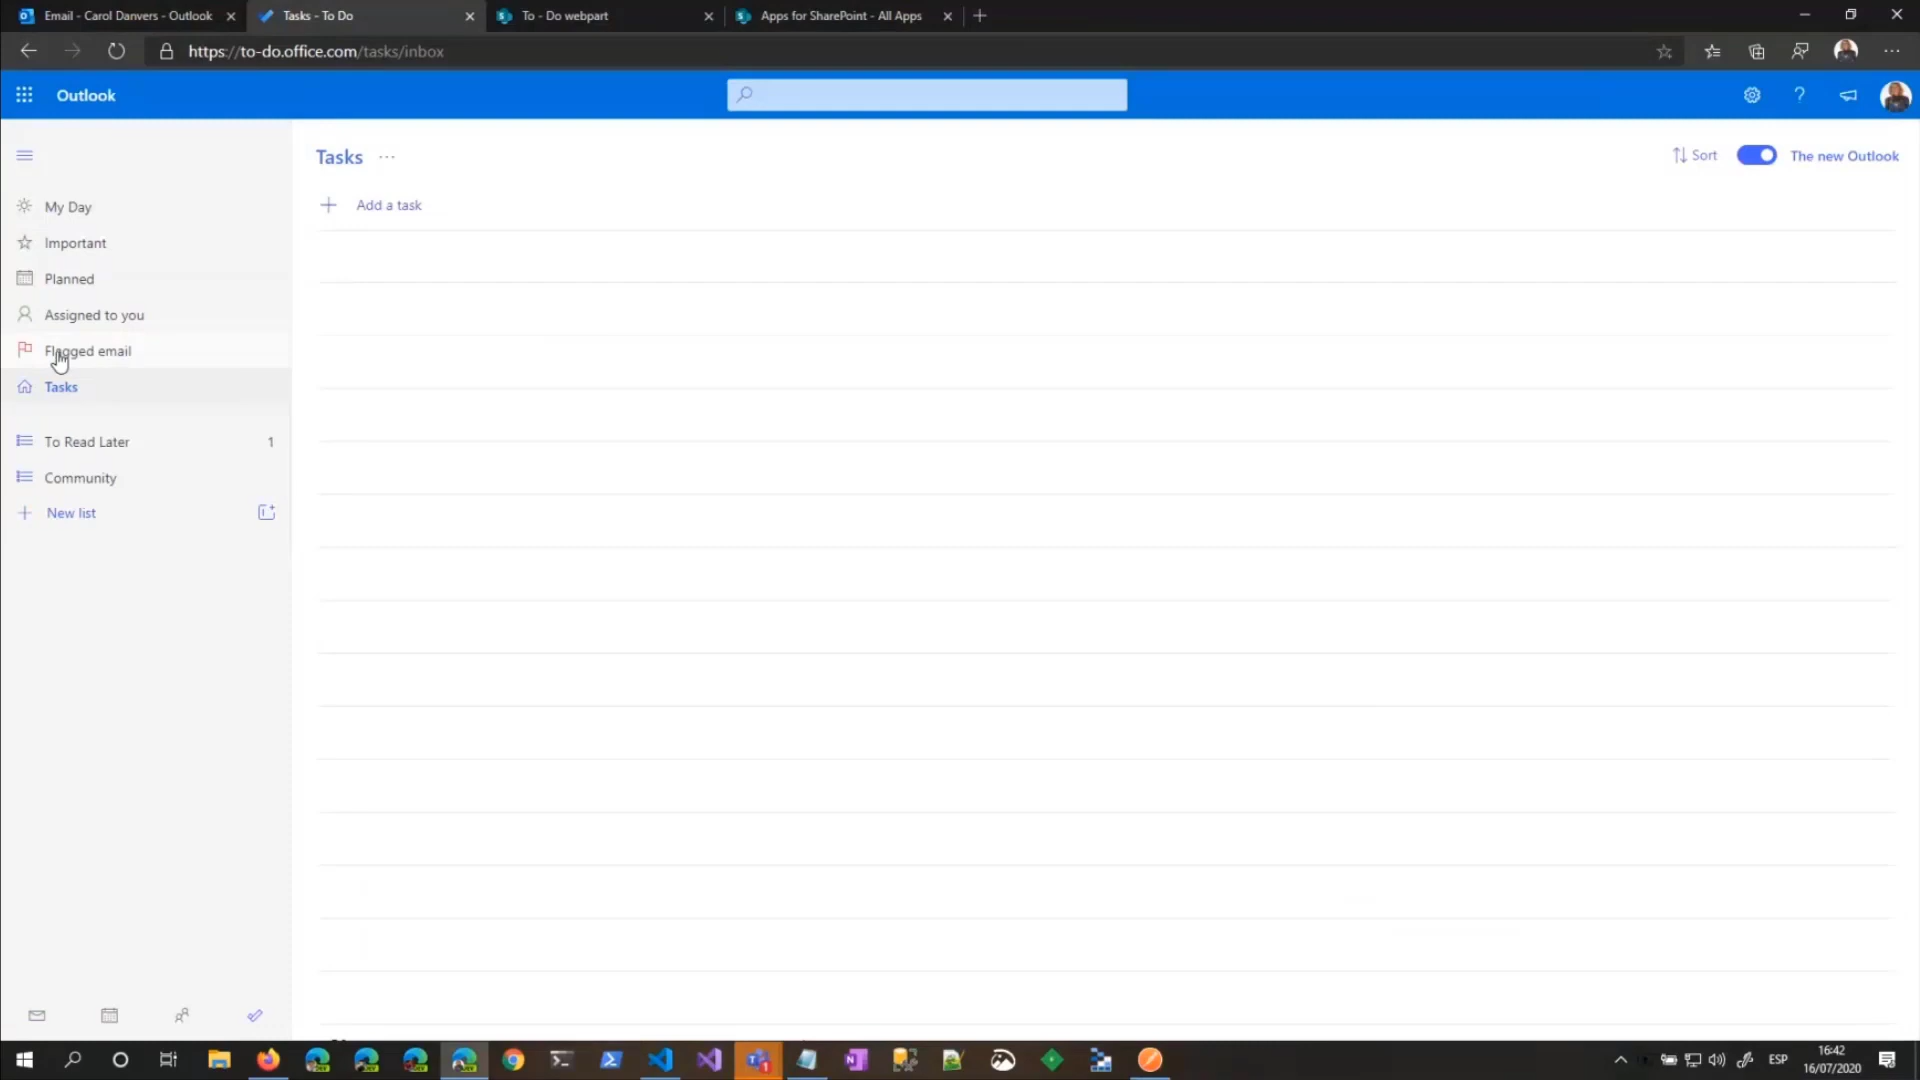 Email - Carol Danvers - Outlook
Tasks - To Do
To - Do webpart
Apps for SharePoint - All Apps
https://to-do.office.com/tasks/inbox
Outlook
Tasks
Sort
The new Outlook
Add a task
My Day
Important
Planned
Assigned to you
Flagged email
Tasks
To Read Later 1
Community
New list
ESP
16:42
16/07/2020